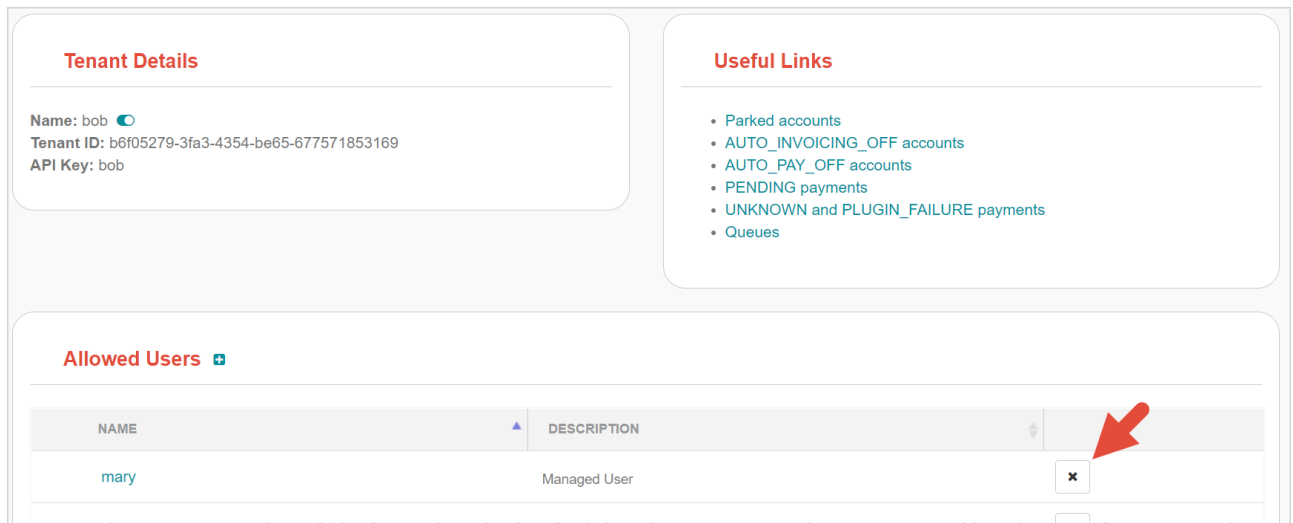 Tenant Details
Name: bob
Tenant ID: b6f05279-3fa3-4354-be65-677571853169
API Key: bob
Useful Links
Parked accounts
AUTO_INVOICING_OFF accounts
AUTO_PAY_OFF accounts
PENDING payments
UNKNOWN and PLUGIN_FAILURE payments
Queues
Allowed Users
NAME DESCRIPTION
mary Managed User